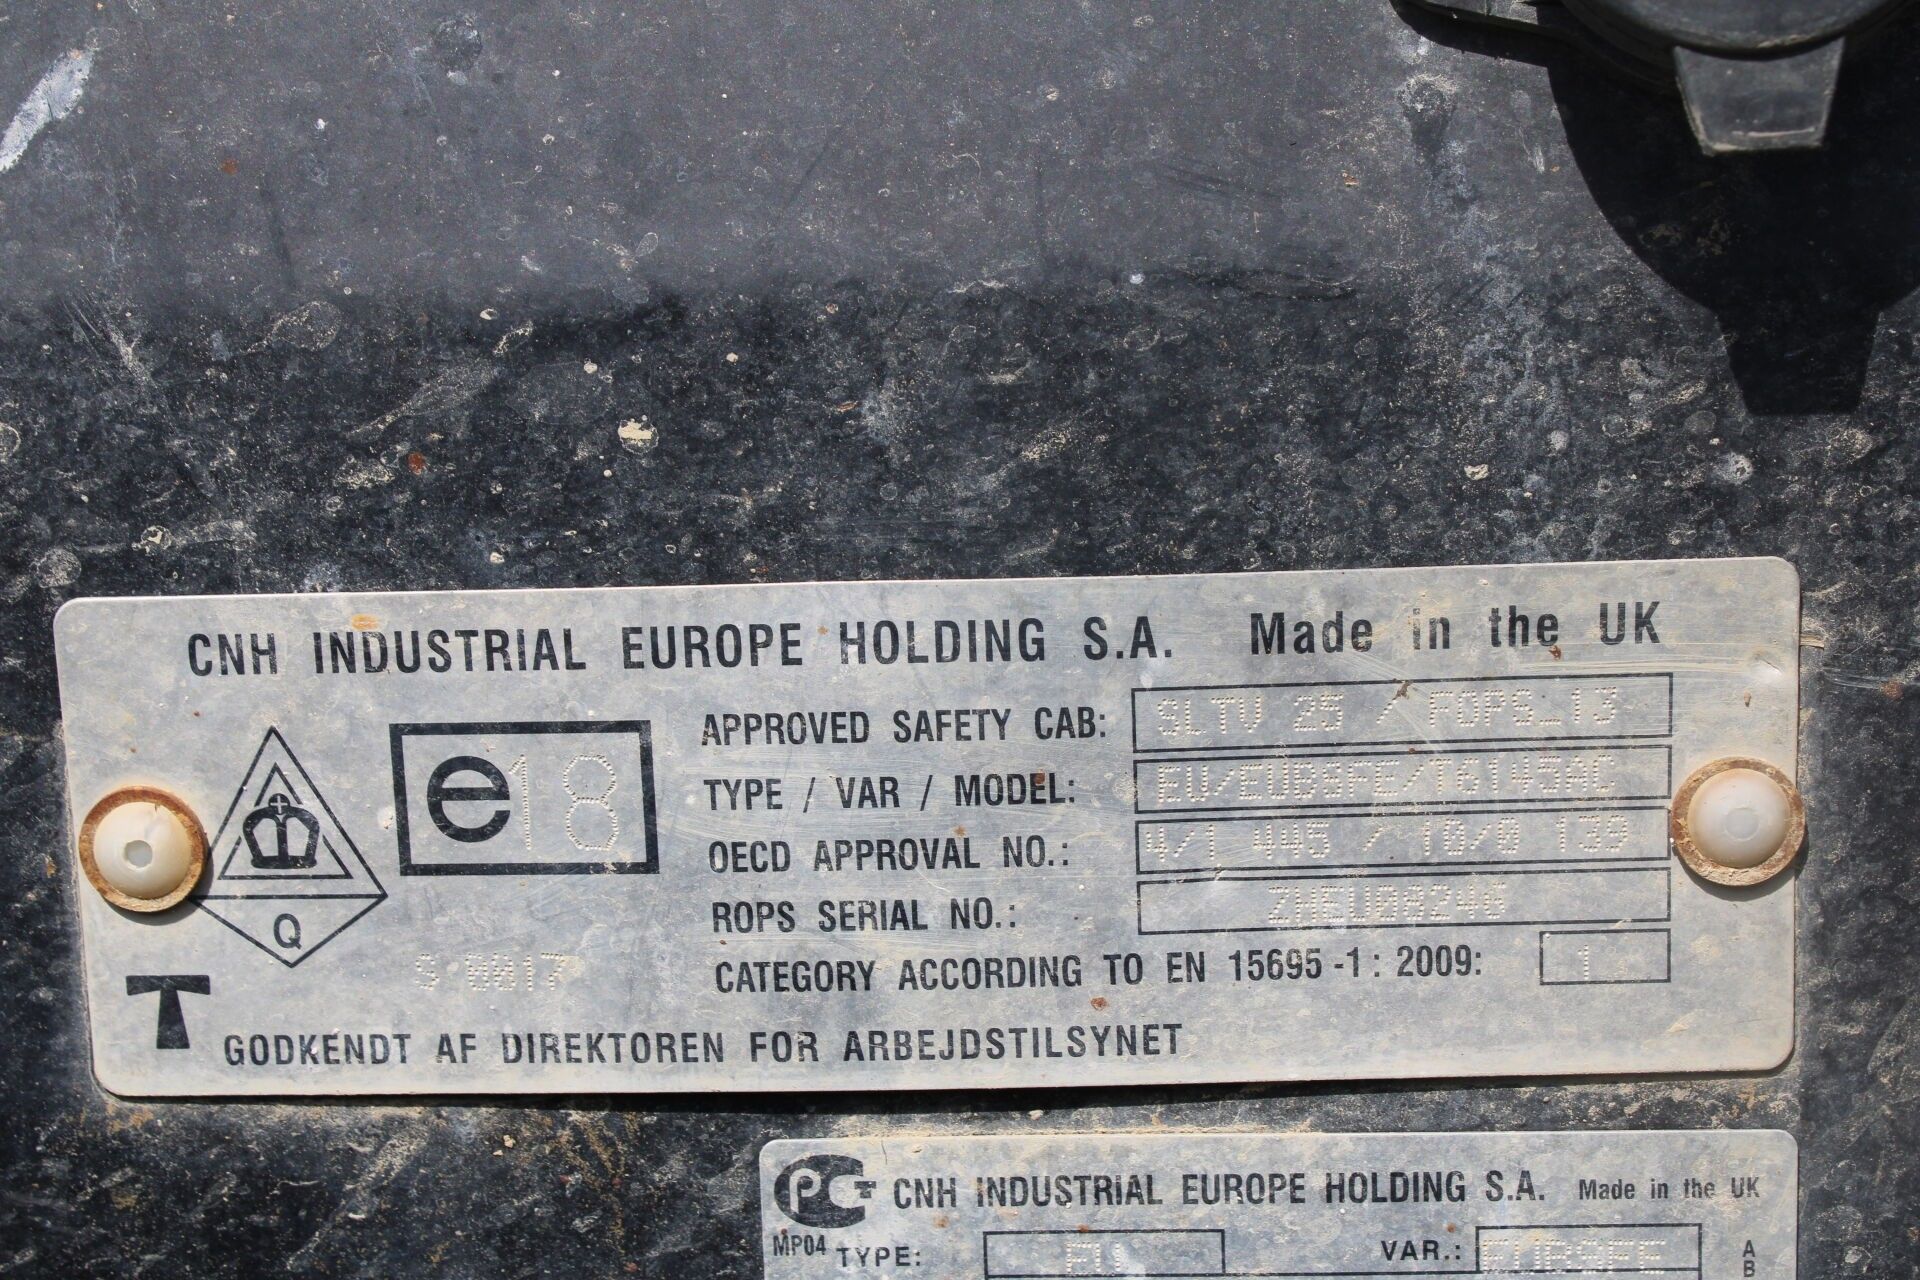 CNH INDUSTRIAL EUROPE HOLDING S.A. Made in the UK
APPROVED SAFETY CAB: SLTV 25 / FOPS_13
e18
TYPE / VAR / MODEL: EW/EUBSFE/T6145AC
OECD APPROVAL NO.: 4/1 445 / 10/0 139
ROPS SERIAL NO.: ZHEW08246
Q
S 0017
CATEGORY ACCORDING TO EN 15695-1: 2009: 1
T GODKENDT AF DIREKTOREN FOR ARBEJDSTILSYNET
CNH INDUSTRIAL EUROPE HOLDING S.A. Made in the UK
MP04 TYPE: VAR.: EUBSFE A
B